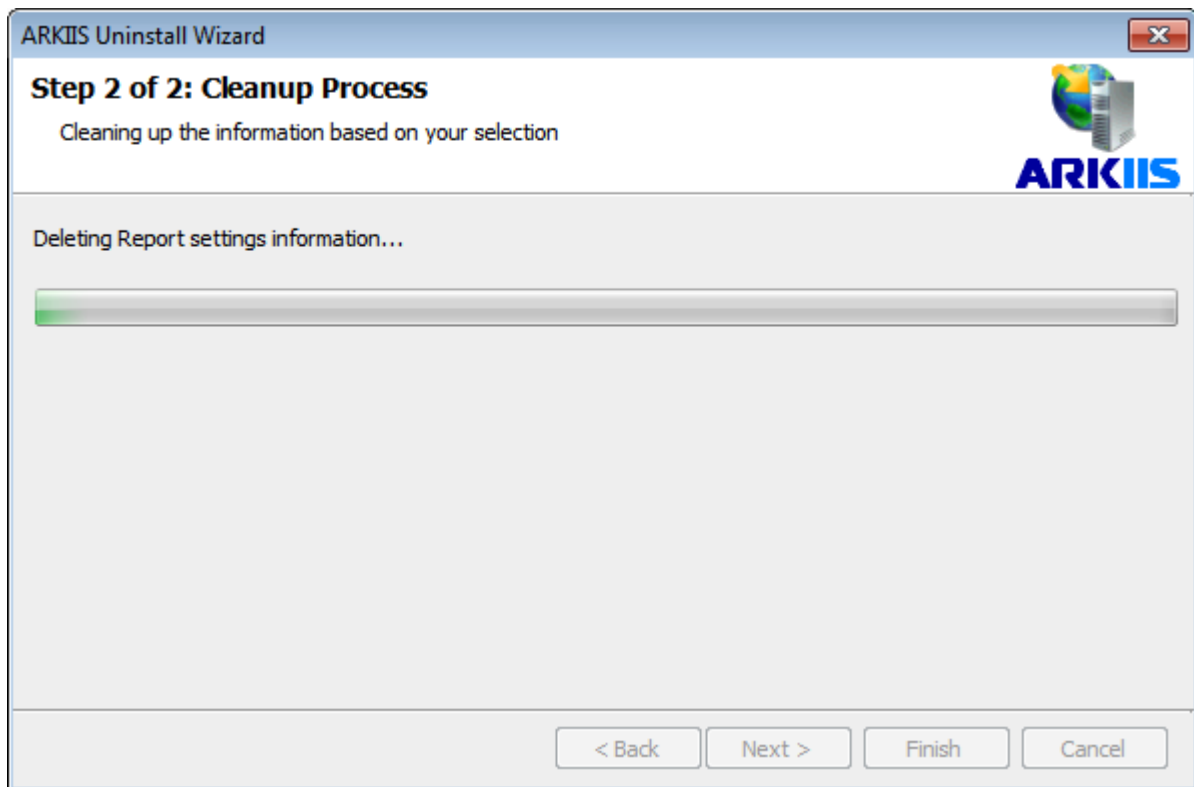 ARKIIS Uninstall Wizard
Step 2 of 2: Cleanup Process
Cleaning up the information based on your selection
ARKIIS
Deleting Report settings information...
< Back Next > Finish Cancel